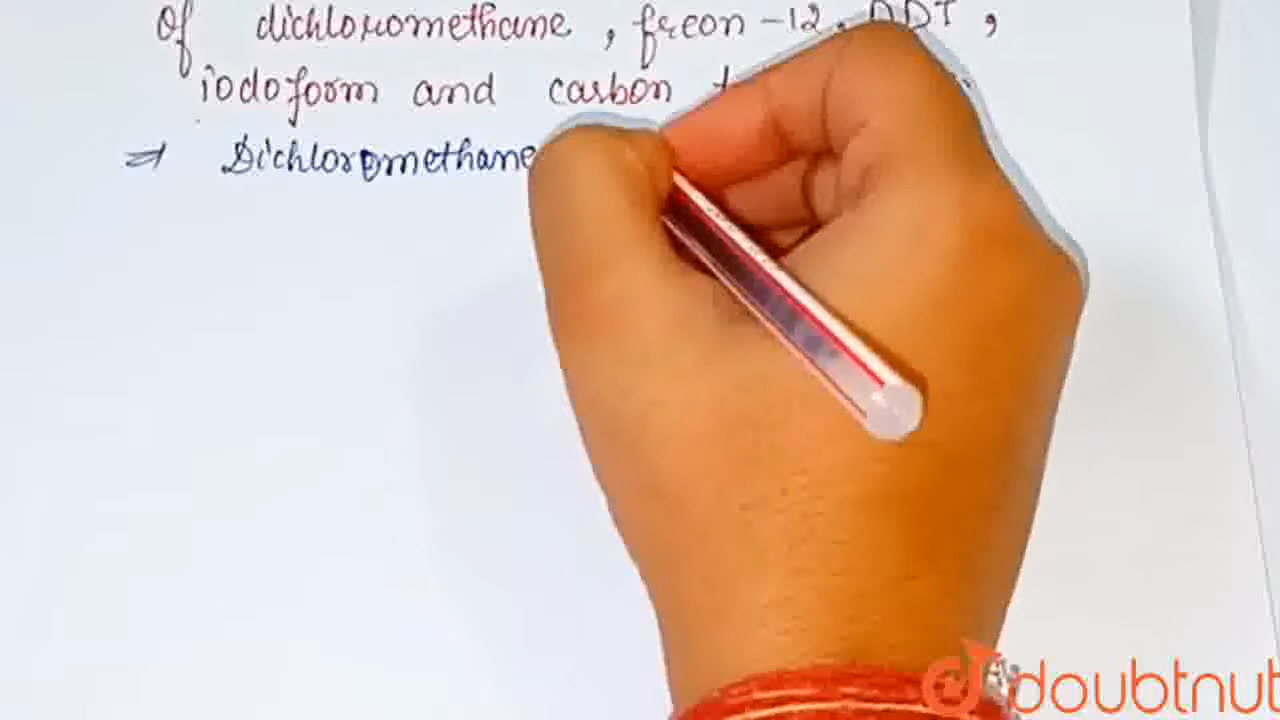 of dichloromethane, freon-12, DDT,
iodoform and carbon
⇒ Dichloromethane
doubtnut